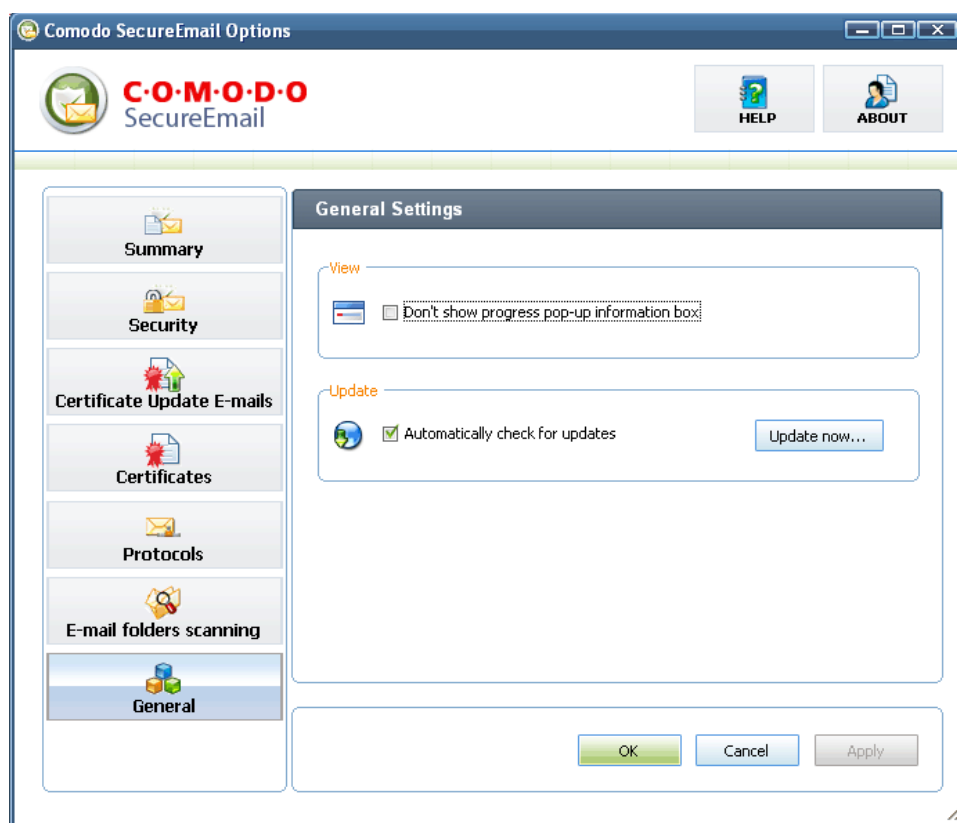 Comodo SecureEmail Options
C·O·M·O·D·O
SecureEmail
HELP
ABOUT
Summary
Security
Certificate Update E-mails
Certificates
Protocols
E-mail folders scanning
General
General Settings
View
Don't show progress pop-up information box
Update
Automatically check for updates
Update now...
OK
Cancel
Apply